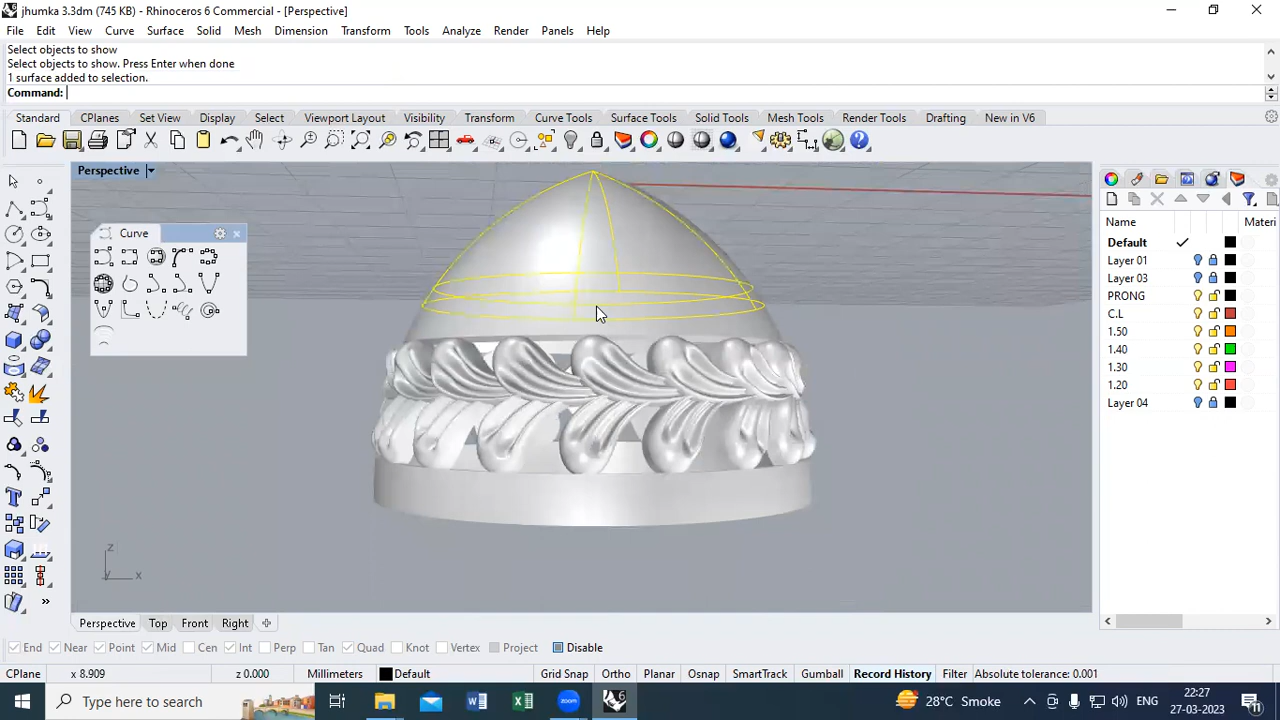 jhumka 3.3dm (745 KB) - Rhinoceros 6 Commercial - [Perspective]
File Edit View Curve Surface Solid Mesh Dimension Transform Tools Analyze Render Panels Help
Select objects to show
Select objects to show. Press Enter when done
1 surface added to selection.
Command:
Standard CPlanes Set View Display Select Viewport Layout Visibility Transform Curve Tools Surface Tools Solid Tools Mesh Tools Render Tools Drafting New in V6
Perspective
Curve
Name Materi
Default
Layer 01
Layer 03
PRONG
C.L
1.50
1.40
1.30
1.20
Layer 04
z
y x
Perspective Top Front Right
End Near Point Mid Cen Int Perp Tan Quad Knot Vertex Project Disable
CPlane x 8.909 z 0.000 Millimeters Default Grid Snap Ortho Planar Osnap SmartTrack Gumball Record History Filter Absolute tolerance: 0.001
Type here to search
zoom
6
28°C Smoke
ENG
22:27
27-03-2023
11